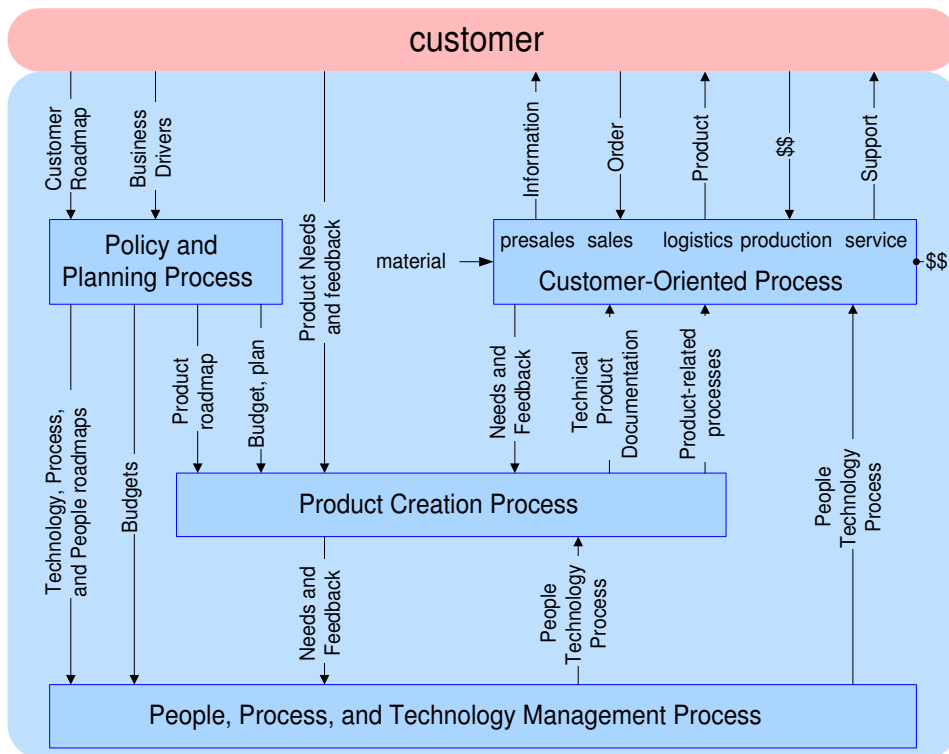 customer
Customer
Roadmap
Business
Drivers
Product Needs
and feedback
Information
Order
Product
$$
Support
Policy and
Planning Process
presales sales logistics production service
Customer-Oriented Process
material
$$
Technology, Process,
and People roadmaps
Budgets
Product
roadmap
Budget, plan
Needs and
Feedback
Technical
Product
Documentation
Product-related
processes
People
Technology
Process
Product Creation Process
Needs and
Feedback
People
Technology
Process
People, Process, and Technology Management Process